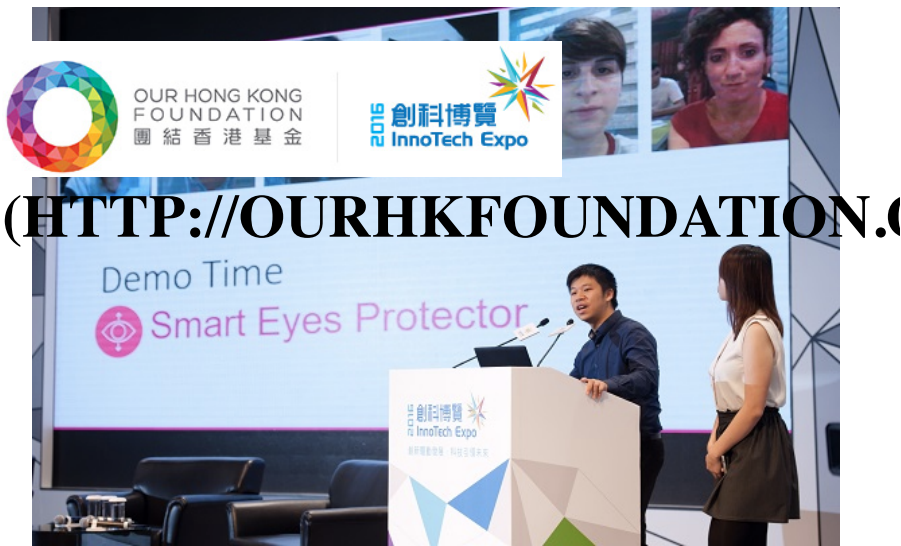 OUR HONG KONG
FOUNDATION
團結香港基金
2016 創科博覽
InnoTech Expo
(HTTP://OURHKFOUNDATION.
Demo Time
Smart Eyes Protector
2016 創科博覽
InnoTech Expo